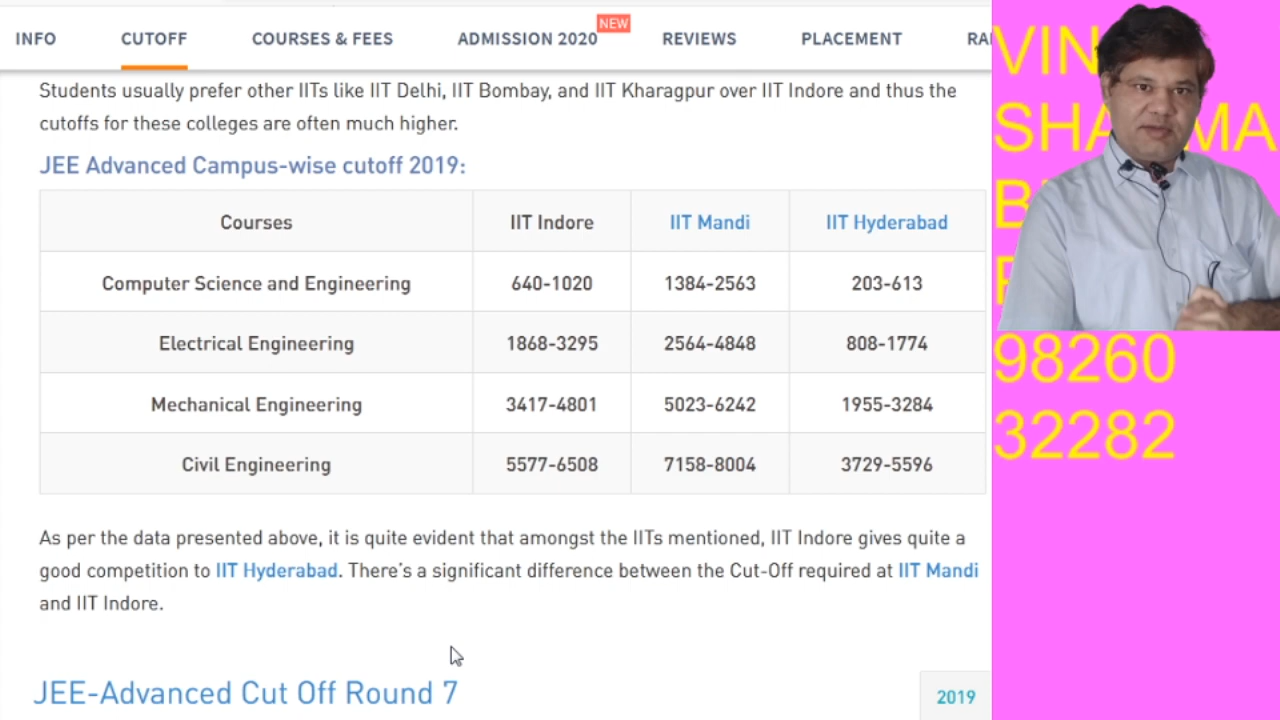 INFO CUTOFF COURSES & FEES ADMISSION 2020 NEW REVIEWS PLACEMENT
Students usually prefer other IITs like IIT Delhi, IIT Bombay, and IIT Kharagpur over IIT Indore and thus the
cutoffs for these colleges are often much higher.
JEE Advanced Campus-wise cutoff 2019:
Courses IIT Indore IIT Mandi IIT Hyderabad
Computer Science and Engineering 640-1020 1384-2563 203-613
Electrical Engineering 1868-3295 2564-4848 808-1774
Mechanical Engineering 3417-4801 5023-6242 1955-3284
Civil Engineering 5577-6508 7158-8004 3729-5596
As per the data presented above, it is quite evident that amongst the IITs mentioned, IIT Indore gives quite a
good competition to IIT Hyderabad. There's a significant difference between the Cut-Off required at IIT Mandi
and IIT Indore.
JEE-Advanced Cut Off Round 7 2019
98260
32282